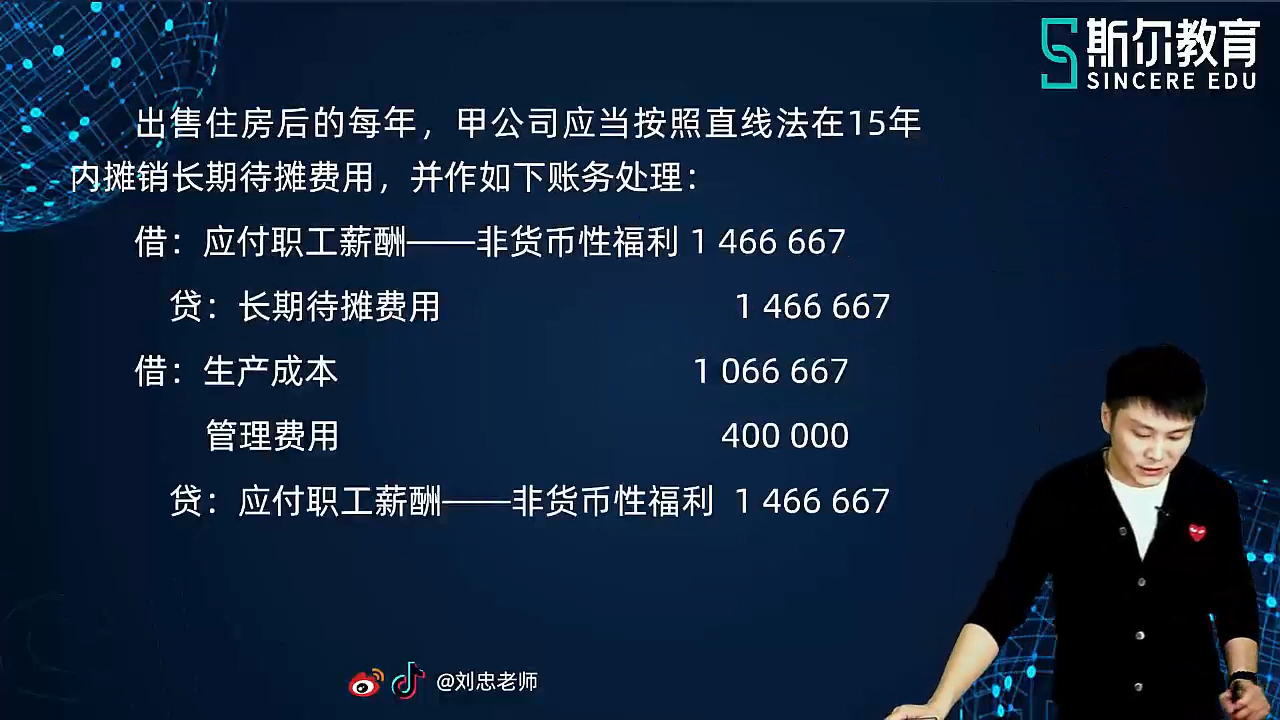 斯尔教育
SINCERE EDU
出售住房后的每年，甲公司应当按照直线法在15年
内摊销长期待摊费用，并作如下账务处理：
借：应付职工薪酬——非货币性福利 1 466 667
贷：长期待摊费用 1 466 667
借：生产成本 1 066 667
管理费用 400 000
贷：应付职工薪酬——非货币性福利 1 466 667
@刘忠老师